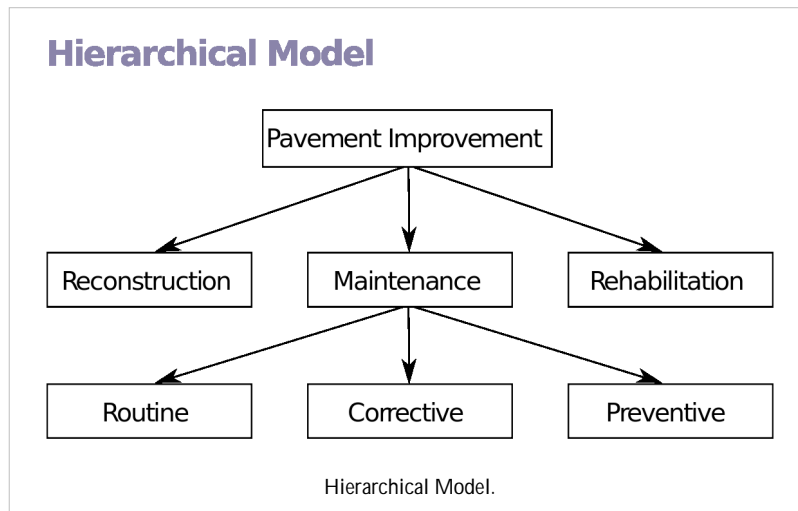 Hierarchical Model
Pavement Improvement
Reconstruction
Maintenance
Rehabilitation
Routine
Corrective
Preventive
Hierarchical Model.